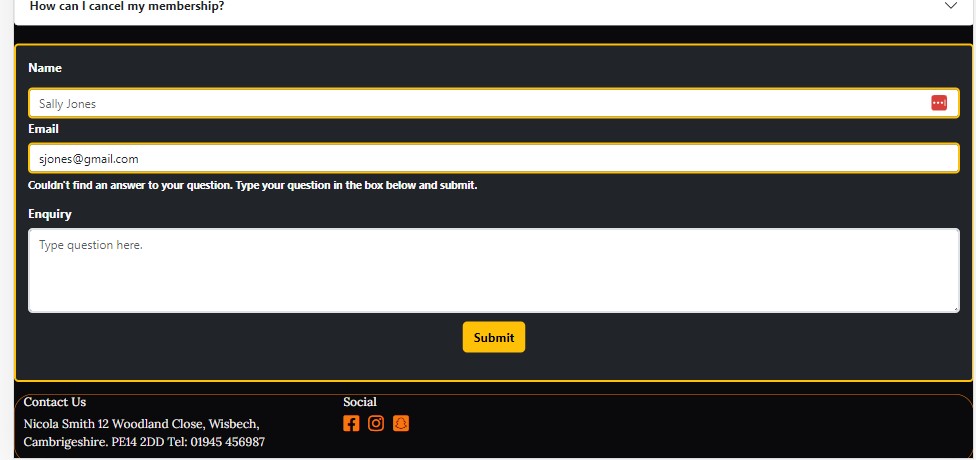 How can I cancel my membership?
Name
Sally Jones
Email
sjones@gmail.com
Couldn't find an answer to your question. Type your question in the box below and submit.
Enquiry
Type question here.
Submit
Contact Us
Nicola Smith 12 Woodland Close, Wisbech,
Cambrigeshire. PE14 2DD Tel: 01945 456987
Social